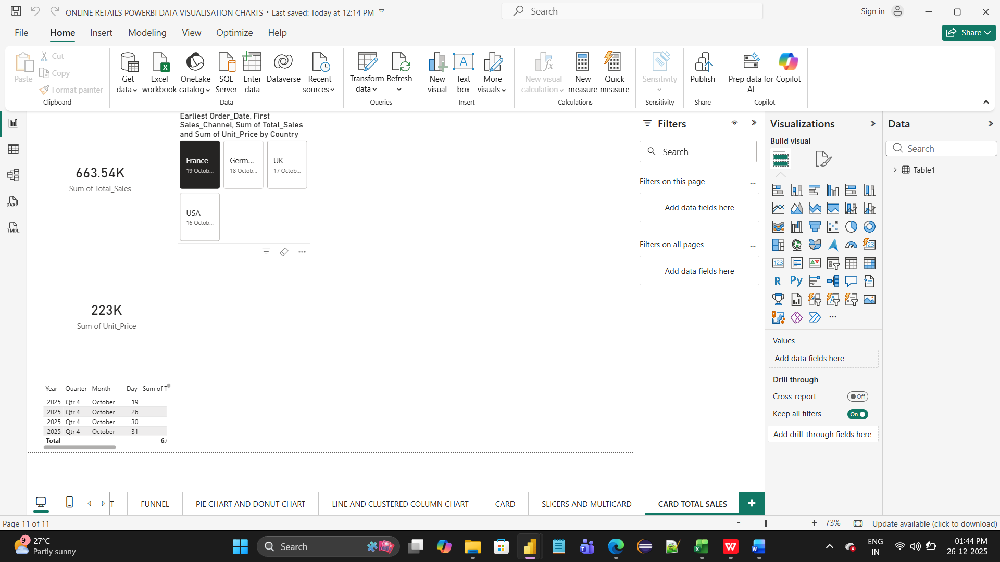 ONLINE RETAILS POWERBI DATA VISUALISATION CHARTS • Last saved: Today at 12:14 PM
Search
Sign in
File Home Insert Modeling View Optimize Help
Share
Paste
Cut
Copy
Format painter
Clipboard
Get data
Excel workbook
OneLake catalog
SQL Server
Enter data
Dataverse
Recent sources
Data
Transform data
Refresh
Queries
New visual
Text box
More visuals
Insert
New visual calculation
New measure
Quick measure
Calculations
Sensitivity
Sensitivity
Publish
Share
Prep data for AI
Copilot
Copilot
DAX
TMDL
663.54K
Sum of Total_Sales
Earliest Order_Date, First
Sales_Channel, Sum of Total_Sales
and Sum of Unit_Price by Country
France
19 Octob...
Germ...
18 Octob...
UK
17 Octob...
USA
16 Octob...
223K
Sum of Unit_Price
Year Quarter Month Day Sum of T
2025 Qtr 4 October 19
2025 Qtr 4 October 26
2025 Qtr 4 October 30
2025 Qtr 4 October 31
Total 6,
Filters
Search
Filters on this page ...
Add data fields here
Filters on all pages ...
Add data fields here
Visualizations
Build visual
123
123
R Py
...
Values
Add data fields here
Drill through
Cross-report Off
Keep all filters On
Add drill-through fields here
Data
Search
Table1
FUNNEL
PIE CHART AND DONUT CHART
LINE AND CLUSTERED COLUMN CHART
CARD
SLICERS AND MULTICARD
CARD TOTAL SALES
+
Page 11 of 11
- + 73%
Update available (click to download)
9+
27°C
Partly sunny
Search
ENG
IN
01:44 PM
26-12-2025